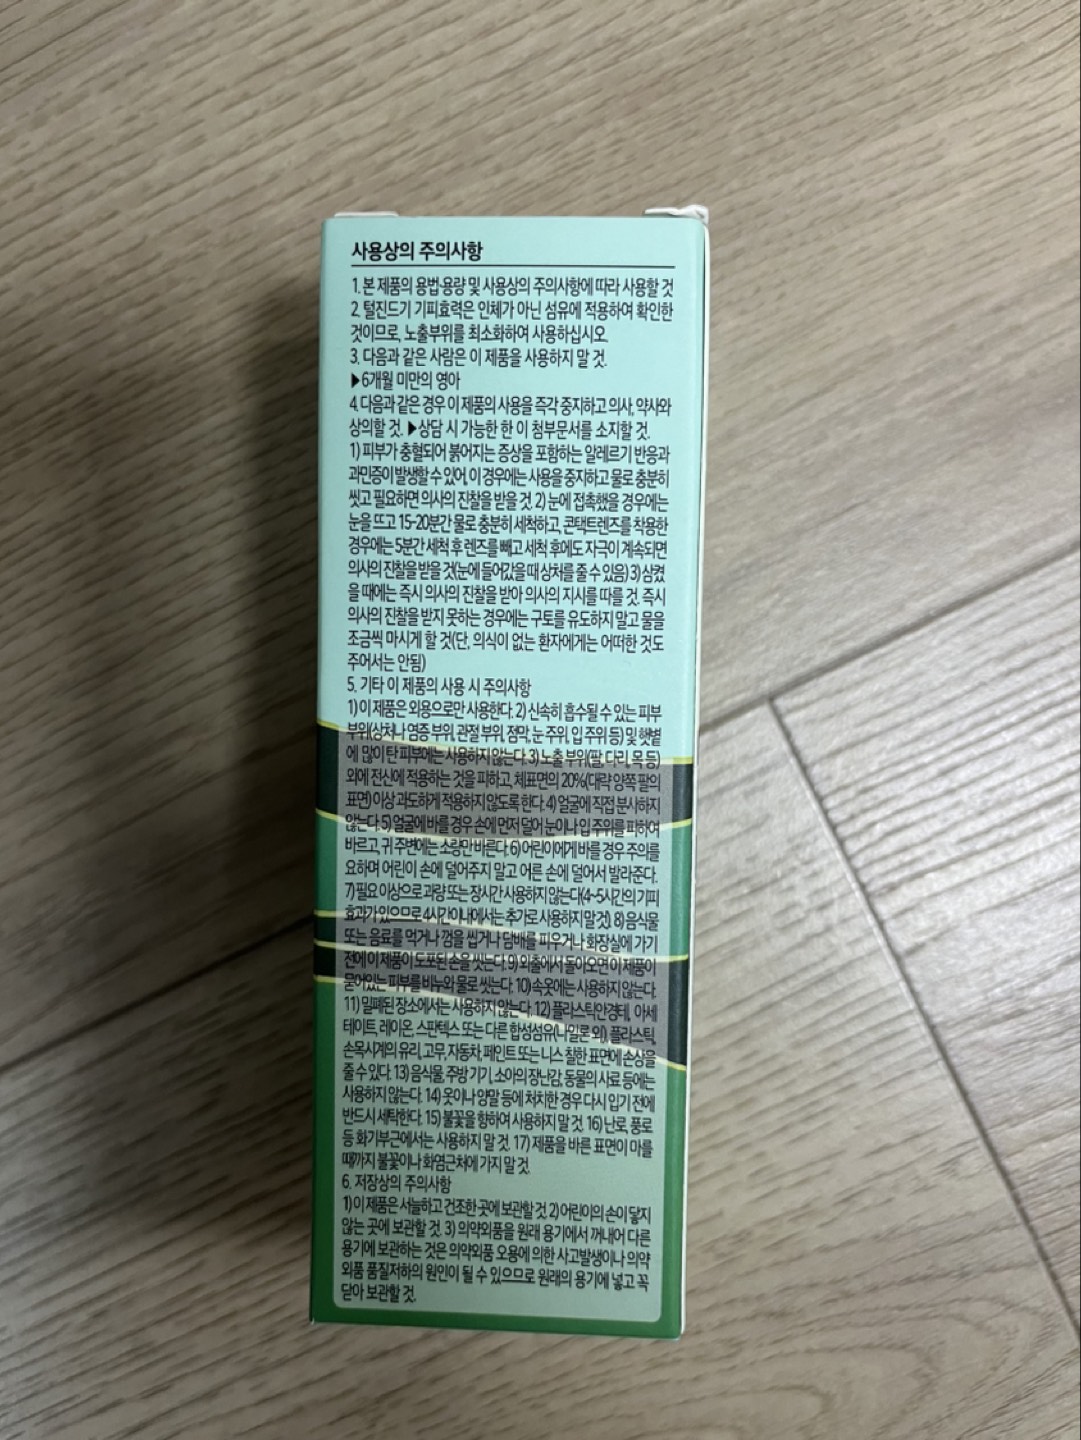 사용상의 주의사항
1. 본 제품의 용법·용량 및 사용상의 주의사항에 따라 사용할 것
2. 털진드기 기피효력은 인체가 아닌 섬유에 적용하여 확인한
것이므로, 노출부위를 최소화하여 사용하십시오.
3. 다음과 같은 사람은 이 제품을 사용하지 말 것.
▶6개월 미만의 영아
4. 다음과 같은 경우 이 제품의 사용을 즉각 중지하고 의사, 약사와
상의할 것. ▶상담 시 가능한 한 이 첨부문서를 소지할 것.
1) 피부가 충혈되어 붉어지는 증상을 포함하는 알레르기 반응과
과민증이 발생할 수 있어, 이 경우에는 사용을 중지하고 물로 충분히
씻고 필요하면 의사의 진찰을 받을 것 2) 눈에 접촉했을 경우에는
눈을 뜨고 15-20분간 물로 충분히 세척하고, 콘택트렌즈를 착용한
경우에는 5분간 세척 후 렌즈를 빼고 세척 후에도 자극이 계속되면
의사의 진찰을 받을 것(눈에 들어갔을 때 상처를 줄 수 있음) 3) 삼켰
을 때에는 즉시 의사의 진찰을 받아 의사의 지시를 따를 것. 즉시
의사의 진찰을 받지 못하는 경우에는 구토를 유도하지 말고 물을
조금씩 마시게 할 것(단, 의식이 없는 환자에게는 어떠한 것도
주어서는 안됨)
5. 기타 이 제품의 사용 시 주의사항
1) 이 제품은 외용으로만 사용한다. 2) 신속히 흡수될 수 있는 피부
부위(상처나 염증 부위, 관절 부위, 점막, 눈 주위, 입 주위 등) 및 햇볕
에 많이 탄 피부에는 사용하지 않는다. 3) 노출 부위(팔, 다리, 목 등)
외에 전신에 적용하는 것을 피하고, 체표면의 20%(대략 양쪽 팔의
표면) 이상 과도하게 적용하지 않도록 한다. 4) 얼굴에 직접 분사하지
않는다. 5) 얼굴에 바를 경우 손에 먼저 덜어 눈이나 입 주위를 피하여
바르고, 귀 주변에는 소량만 바른다. 6) 어린이에게 바를 경우 주의를
요하며 어린이 손에 덜어주지 말고 어른 손에 덜어서 발라준다.
7) 필요 이상으로 과량 또는 장시간 사용하지 않는다(4~5시간의 기피
효과가 있으므로 4시간 이내에서는 추가로 사용하지 말 것). 8) 음식물
또는 음료를 먹거나 껌을 씹거나 담배를 피우거나 화장실에 가기
전에 이 제품이 도포된 손을 씻는다. 9) 외출에서 돌아오면 이 제품이
묻어있는 피부를 비누와 물로 씻는다. 10) 속옷에는 사용하지 않는다.
11) 밀폐된 장소에서는 사용하지 않는다. 12) 플라스틱안경테, 아세
테이트, 레이온, 스판덱스 또는 다른 합성섬유(나일론 외), 플라스틱,
손목시계의 유리, 고무, 자동차, 페인트 또는 니스 칠한 표면에 손상을
줄 수 있다. 13) 음식물, 주방 기기, 소아의 장난감, 동물의 사료 등에는
사용하지 않는다. 14) 옷이나 양말 등에 처치한 경우 다시 입기 전에
반드시 세탁한다. 15) 불꽃을 향하여 사용하지 말 것. 16) 난로, 풍로
등 화기부근에서는 사용하지 말 것. 17) 제품을 바른 표면이 마를
때까지 불꽃이나 화염근처에 가지 말 것.
6. 저장상의 주의사항
1) 이 제품은 서늘하고 건조한 곳에 보관할 것. 2) 어린이의 손이 닿지
않는 곳에 보관할 것. 3) 의약외품을 원래 용기에서 꺼내어 다른
용기에 보관하는 것은 의약외품 오용에 의한 사고발생이나 의약
외품 품질저하의 원인이 될 수 있으므로 원래의 용기에 넣고 꼭
닫아 보관할 것.